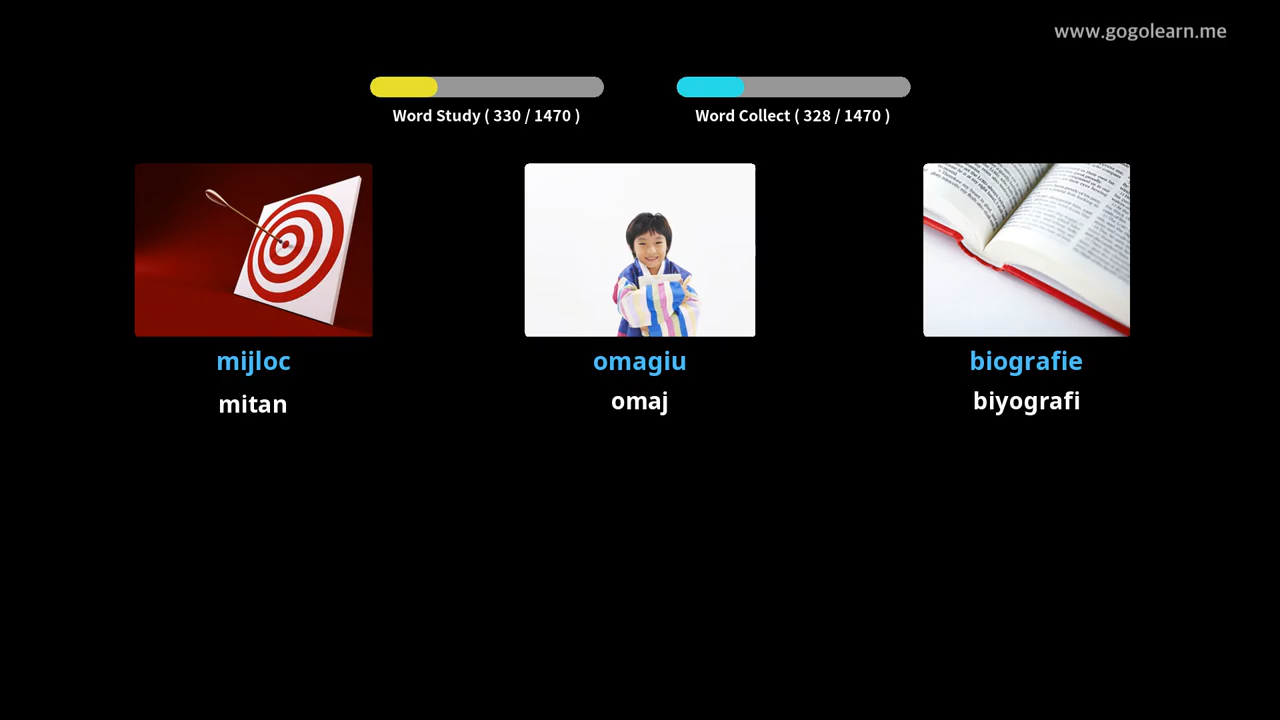 www.gogolearn.me
Word Study ( 330 / 1470 )
Word Collect ( 328 / 1470 )
mijloc
omagiu
biografie
mitan
omaj
biyografi